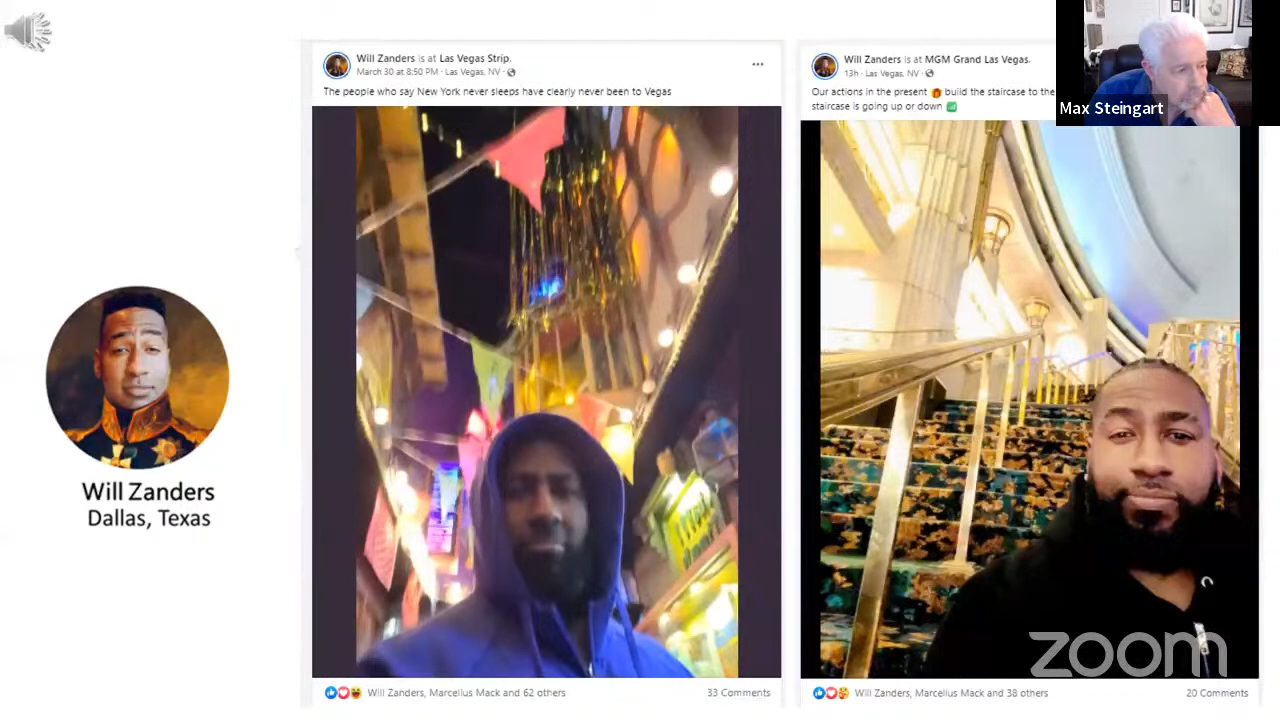 Will Zanders is at Las Vegas Strip.
March 30 at 8:50 PM · Las Vegas, NV ·
The people who say New York never sleeps have clearly never been to Vegas
Will Zanders is at MGM Grand Las Vegas.
13h · Las Vegas, NV ·
Our actions in the present build the staircase to the
staircase is going up or down
Max Steingart
Will Zanders
Dallas, Texas
zoom
Will Zanders, Marcelius Mack and 62 others
33 Comments
Will Zanders, Marcelius Mack and 38 others
20 Comments